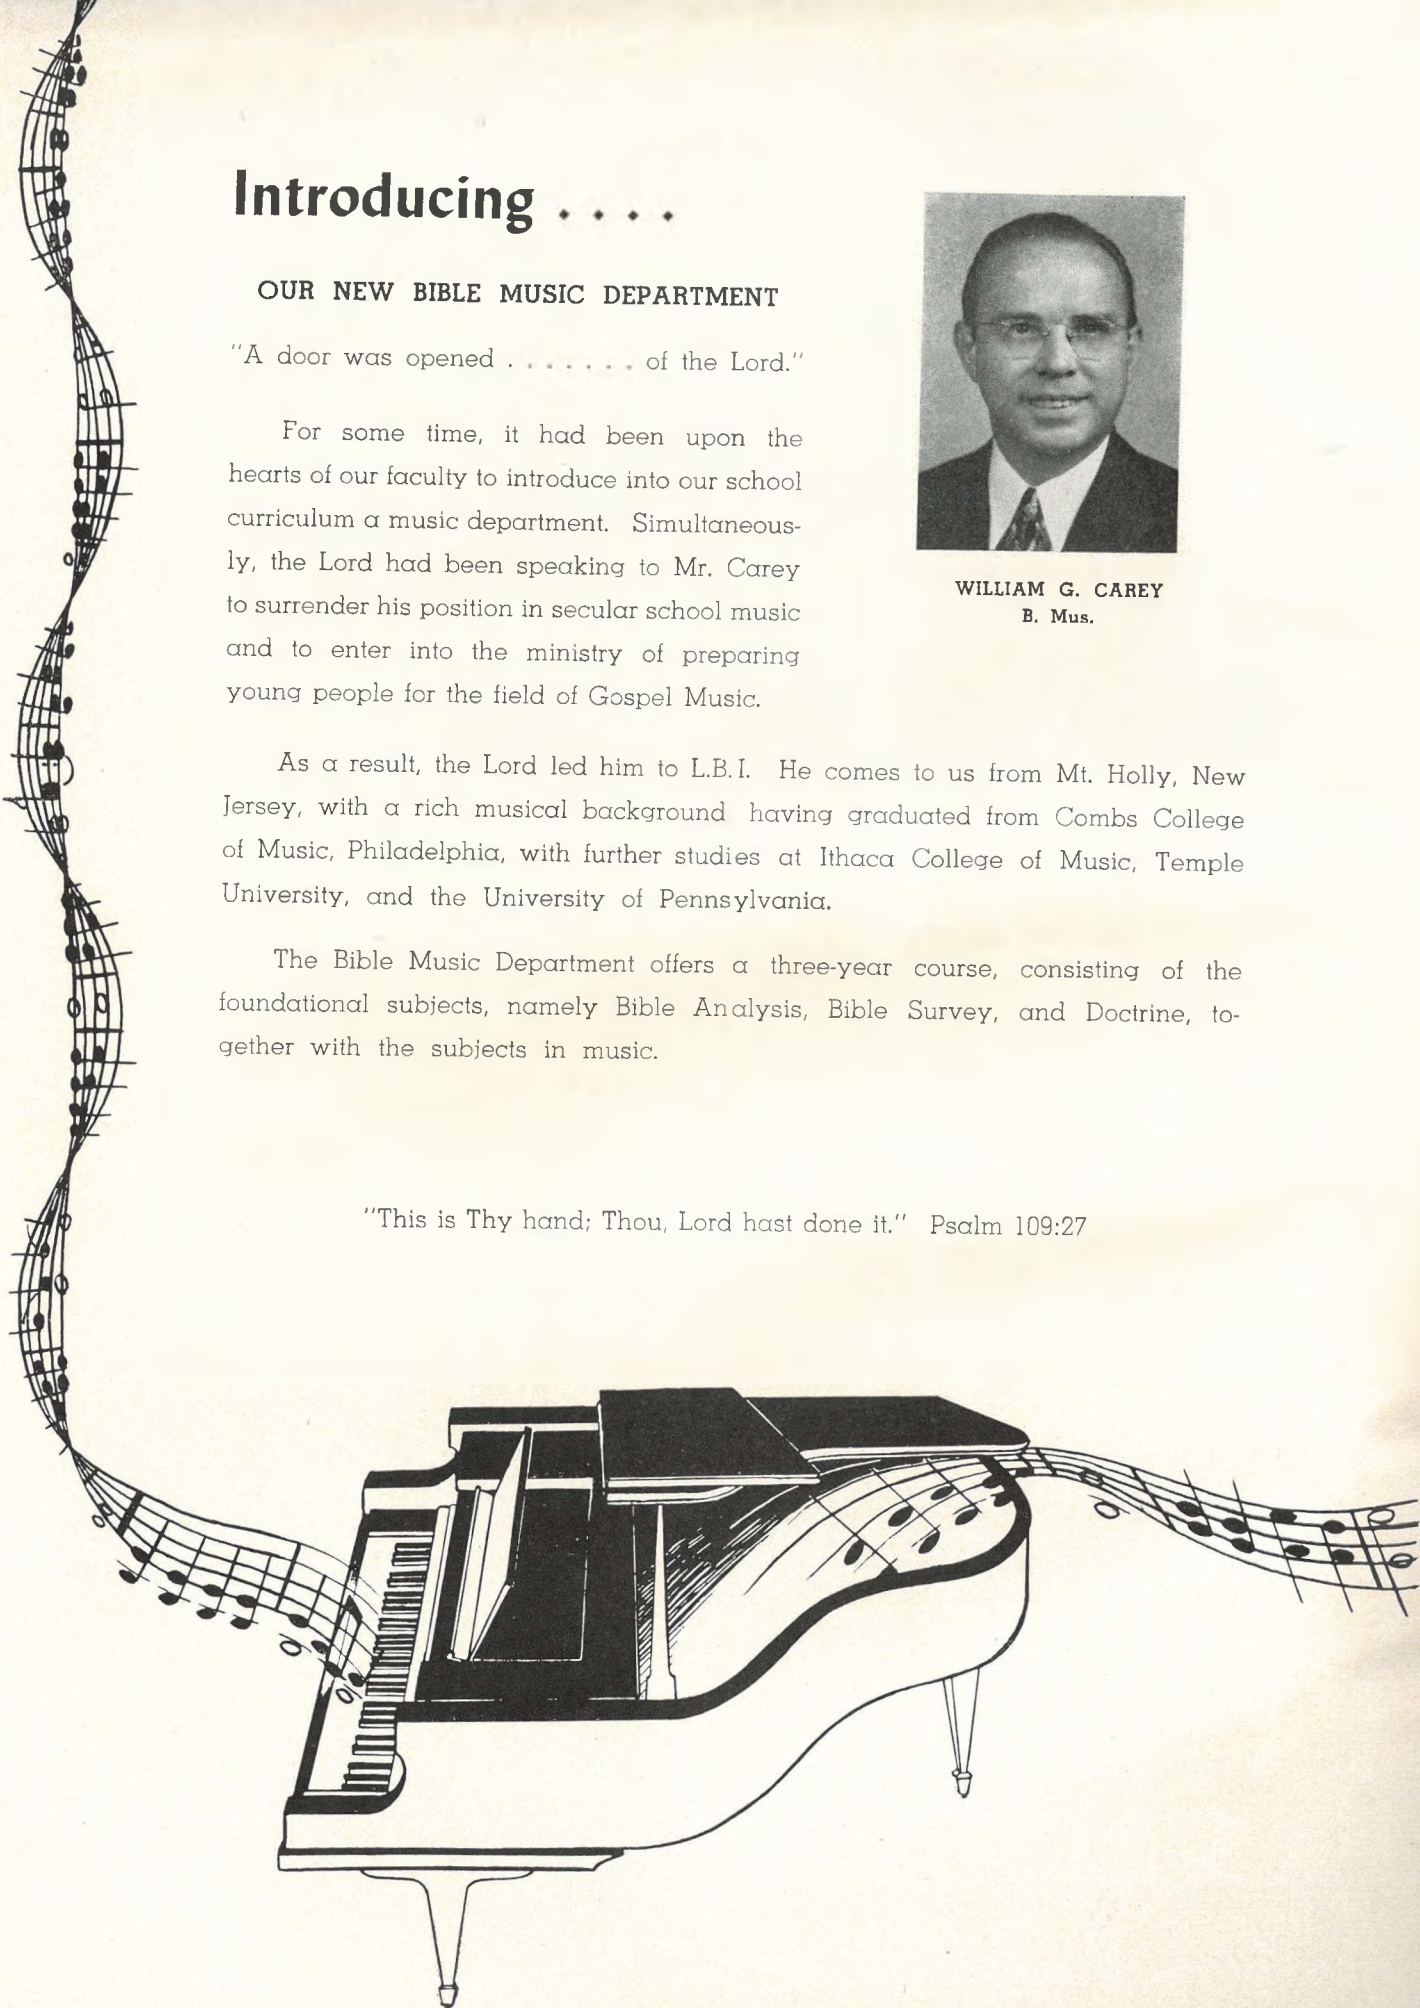 Introducing . . . .
OUR NEW BIBLE MUSIC DEPARTMENT
"A door was opened . . . . . . . of the Lord."
For some time, it had been upon the
hearts of our faculty to introduce into our school
curriculum a music department. Simultaneous-
ly, the Lord had been speaking to Mr. Carey
to surrender his position in secular school music
and to enter into the ministry of preparing
young people for the field of Gospel Music.
WILLIAM G. CAREY
B. Mus.
As a result, the Lord led him to L.B.I. He comes to us from Mt. Holly, New
Jersey, with a rich musical background having graduated from Combs College
of Music, Philadelphia, with further studies at Ithaca College of Music, Temple
University, and the University of Pennsylvania.
The Bible Music Department offers a three-year course, consisting of the
foundational subjects, namely Bible Analysis, Bible Survey, and Doctrine, to-
gether with the subjects in music.
"This is Thy hand; Thou, Lord hast done it." Psalm 109:27